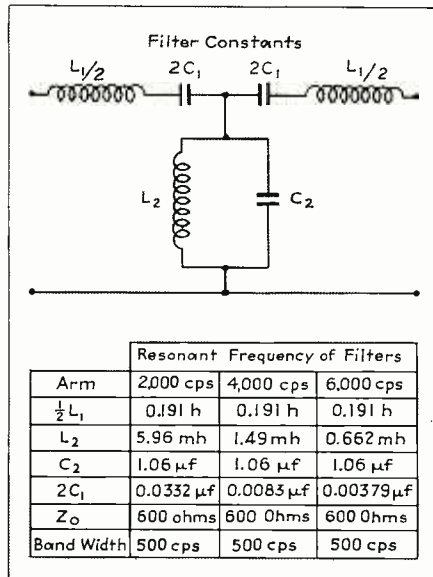 Filter Constants
L1/2 2C1 2C1 L1/2
L2 C2
Resonant Frequency of Filters
Arm 2,000 cps 4,000 cps 6,000 cps
½ L1 0.191 h 0.191 h 0.191 h
L2 5.96 mh 1.49 mh 0.662 mh
C2 1.06 μf 1.06 μf 1.06 μf
2C1 0.0332 μf 0.0083 μf 0.00379 μf
Zo 600 ohms 600 Ohms 600 Ohms
Band Width 500 cps 500 cps 500 cps